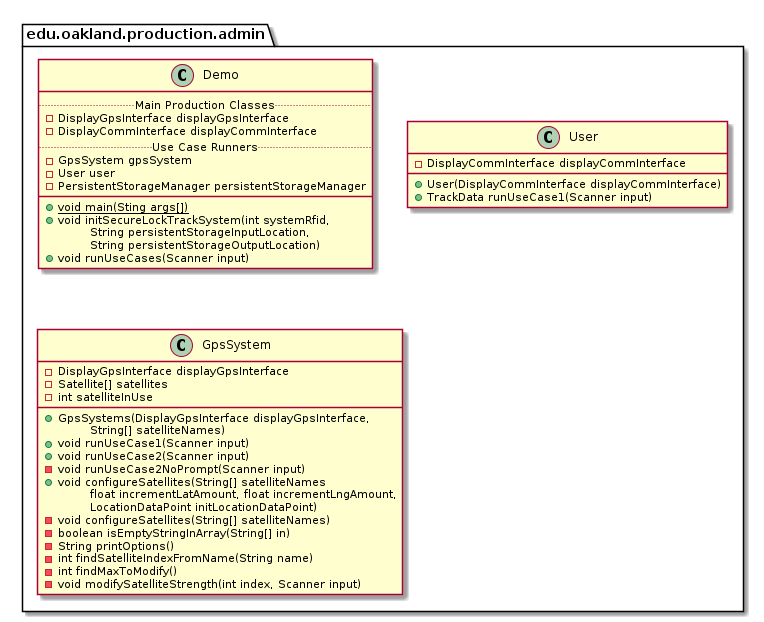 edu.oakland.production.admin
C Demo
Main Production Classes
DisplayGpsInterface displayGpsInterface
DisplayCommInterface displayCommInterface
Use Case Runners
GpsSystem gpsSystem
User user
PersistentStorageManager persistentStorageManager
void main(Sting args[])
void initSecureLockTrackSystem(int systemRfid,
String persistentStorageInputLocation,
String persistentStorageOutputLocation)
void runUseCases(Scanner input)
C User
DisplayCommInterface displayCommInterface
User(DisplayCommInterface displayCommInterface)
TrackData runUseCase1(Scanner input)
C GpsSystem
DisplayGpsInterface displayGpsInterface
Satellite[] satellites
int satelliteInUse
GpsSystems(DisplayGpsInterface displayGpsInterface,
String[] satelliteNames)
void runUseCase1(Scanner input)
void runUseCase2(Scanner input)
void runUseCase2NoPrompt(Scanner input)
void configureSatellites(String[] satelliteNames
float incrementLatAmount, float incrementLngAmount,
LocationDataPoint initLocationDataPoint)
void configureSatellites(String[] satelliteNames)
boolean isEmptyStringInArray(String[] in)
String printOptions()
int findSatelliteIndexFromName(String name)
int findMaxToModify()
void modifySatelliteStrength(int index, Scanner input)